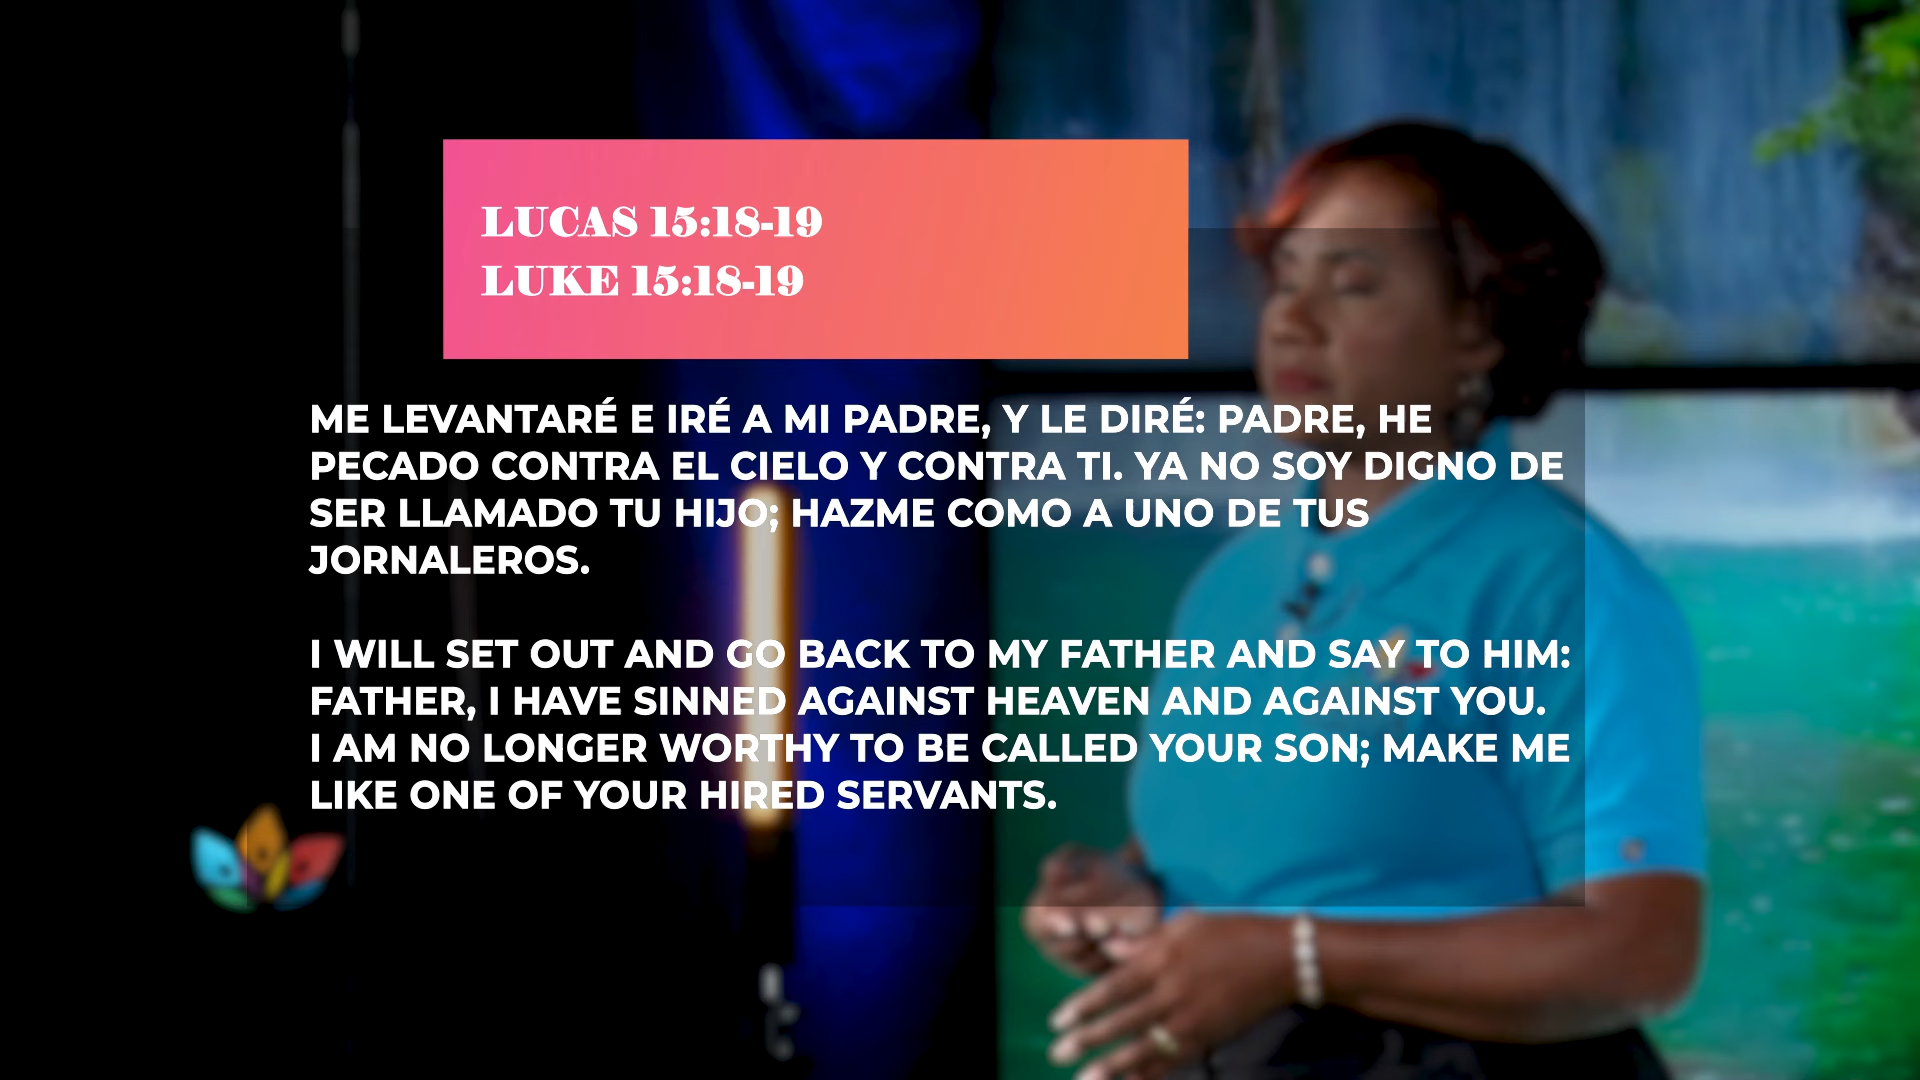 LUCAS 15:18-19
LUKE 15:18-19
ME LEVANTARÉ E IRÉ A MI PADRE, Y LE DIRÉ: PADRE, HE
PECADO CONTRA EL CIELO Y CONTRA TI. YA NO SOY DIGNO DE
SER LLAMADO TU HIJO; HAZME COMO A UNO DE TUS
JORNALEROS.
I WILL SET OUT AND GO BACK TO MY FATHER AND SAY TO HIM:
FATHER, I HAVE SINNED AGAINST HEAVEN AND AGAINST YOU.
I AM NO LONGER WORTHY TO BE CALLED YOUR SON; MAKE ME
LIKE ONE OF YOUR HIRED SERVANTS.